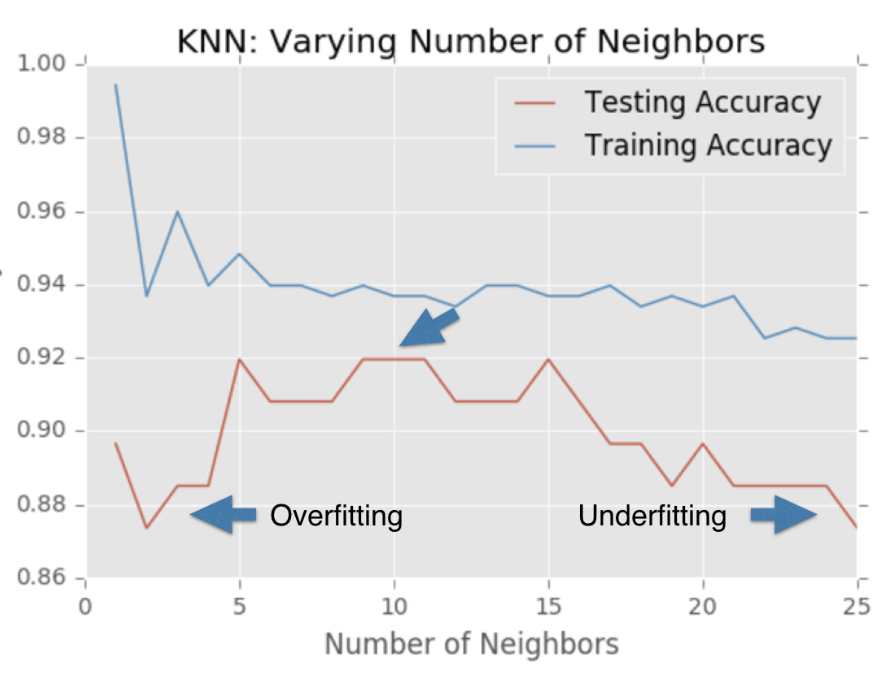 KNN: Varying Number of Neighbors
1.00
0.98
0.96
0.94
0.92
0.90
0.88
0.86
Testing Accuracy
Training Accuracy
Overfitting
Underfitting
0 5 10 15 20 25
Number of Neighbors